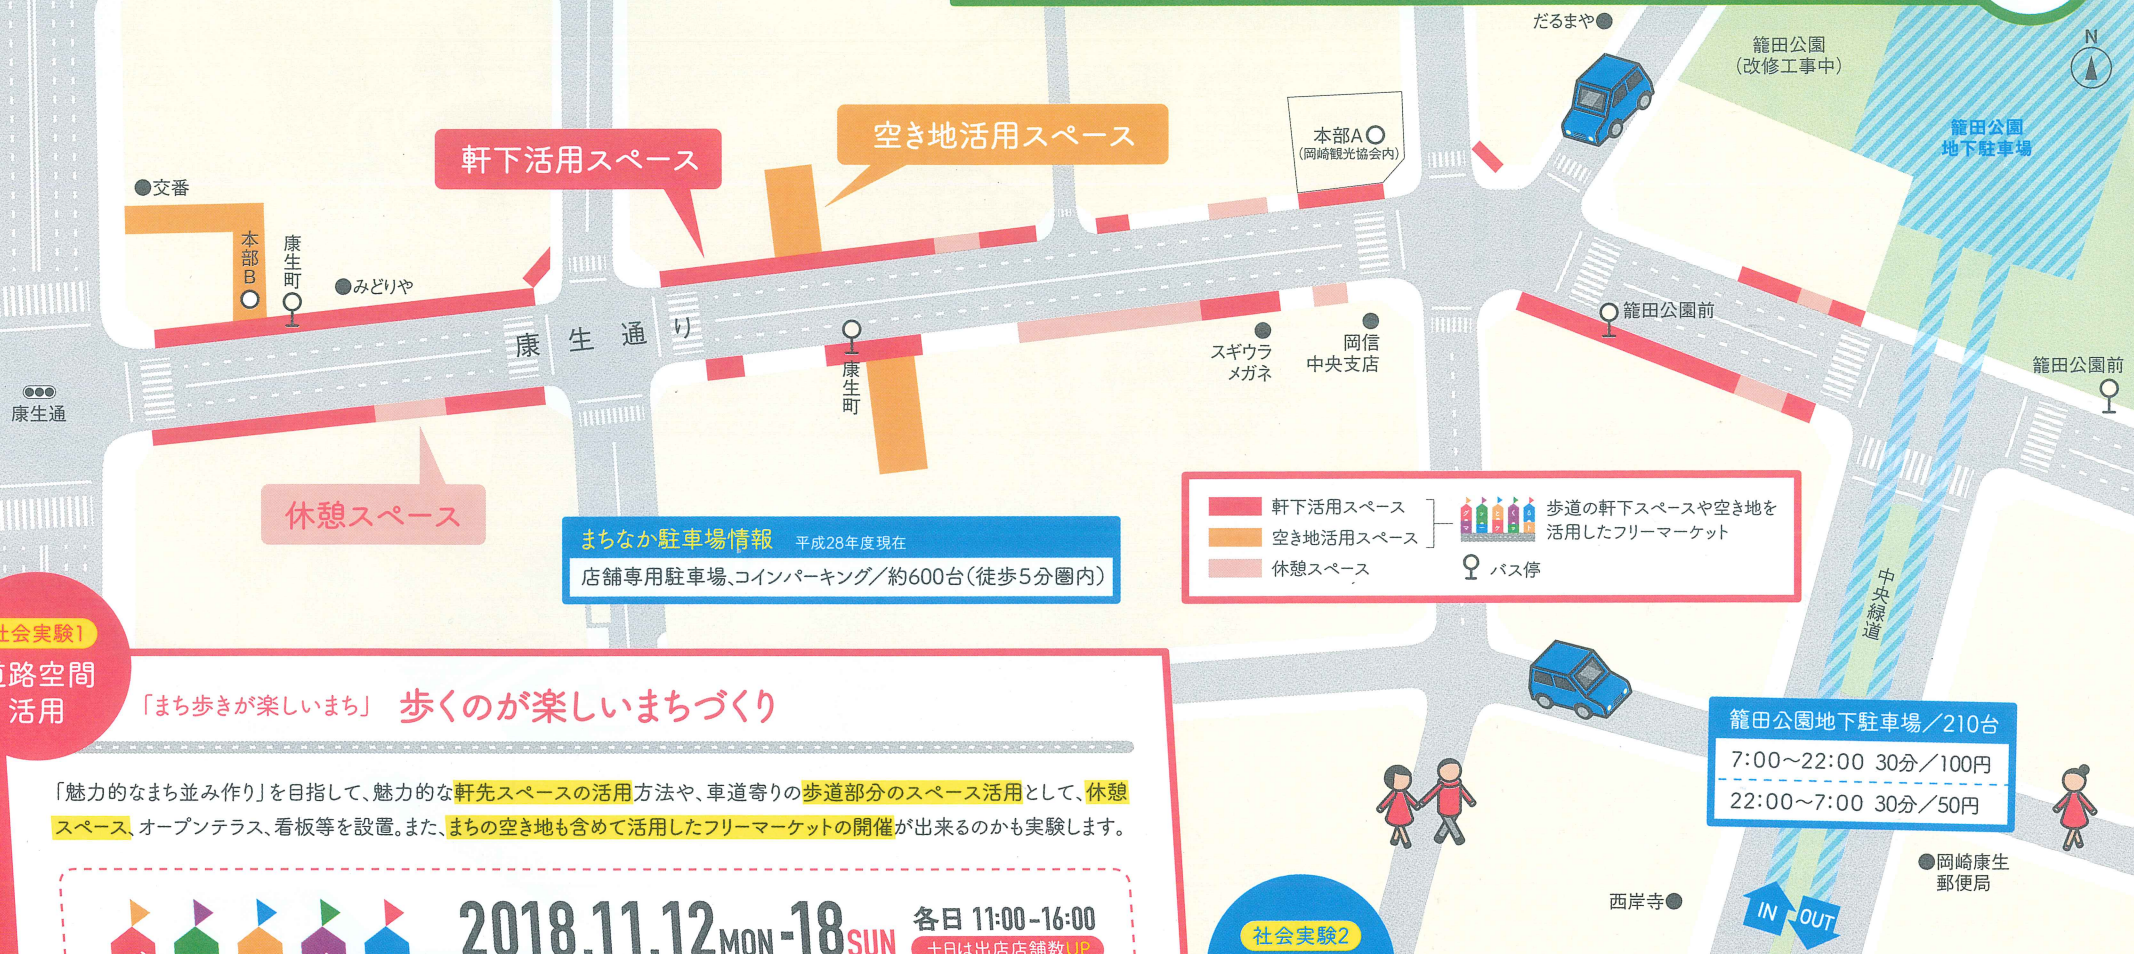 だるまや
籠田公園
(改修工事中)
N
籠田公園
地下駐車場
空き地活用スペース
軒下活用スペース
本部A
(岡崎観光協会内)
交番
本部B
康生町
みどりや
康生通り
籠田公園前
スギウラ
メガネ
岡信
中央支店
康生町
籠田公園前
康生通
休憩スペース
軒下活用スペース
空き地活用スペース
休憩スペース
歩道の軒下スペースや空き地を
活用したフリーマーケット
バス停
まちなか駐車場情報 平成28年度現在
店舗専用駐車場、コインパーキング/約600台(徒歩5分圏内)
中央緑道
社会実験1
道路空間
活用
「まち歩きが楽しいまち」 歩くのが楽しいまちづくり
「魅力的なまち並み作り」を目指して、魅力的な軒先スペースの活用方法や、車道寄りの歩道部分のスペース活用として、休憩
スペース、オープンテラス、看板等を設置。また、まちの空き地も含めて活用したフリーマーケットの開催が出来るのかも実験します。
籠田公園地下駐車場/210台
7:00〜22:00 30分/100円
22:00〜7:00 30分/50円
岡崎康生
郵便局
西岸寺
IN OUT
2018.11.12MON-18SUN
各日 11:00-16:00
土日は出店店舗数UP
社会実験2